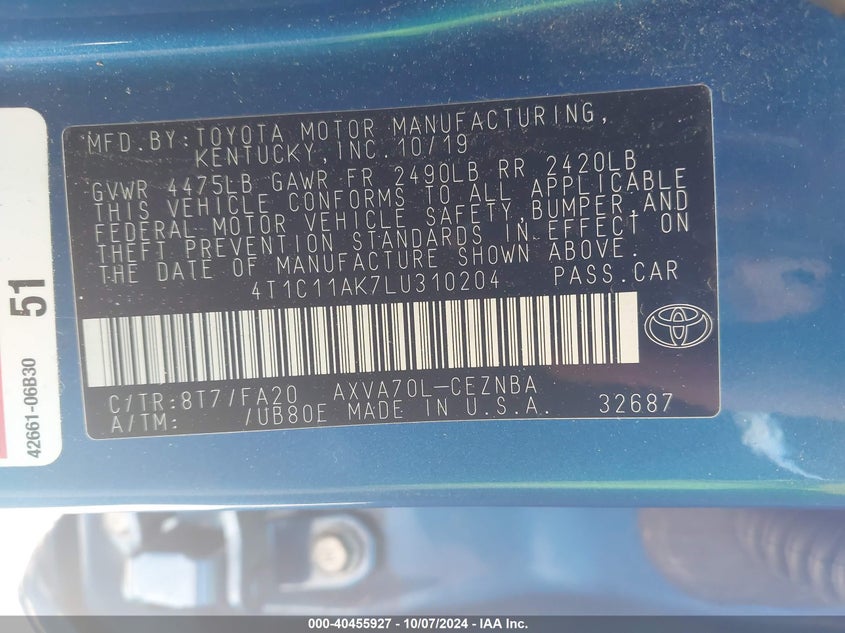 MFD.BY:TOYOTA MOTOR MANUFACTURING,
KENTUCKY,INC.10/19
GVWR 4475LB GAWR FR 2490LB RR 2420LB
THIS VEHICLE CONFORMS TO ALL APPLICABLE
FEDERAL MOTOR VEHICLE SAFETY,BUMPER,AND
THEFT PREVENTION STANDARDS IN EFFECT ON
THE DATE OF MANUFACTURE SHOWN ABOVE.
4T1C11AK7LU310204 PASS.CAR
C/TR:8T7/FA20 AXVA70L-CEZNBA
A/TM: /UB80E MADE IN U.S.A. 32687
51
42661-06B30
000-40455927 - 10/07/2024 - IAA Inc.